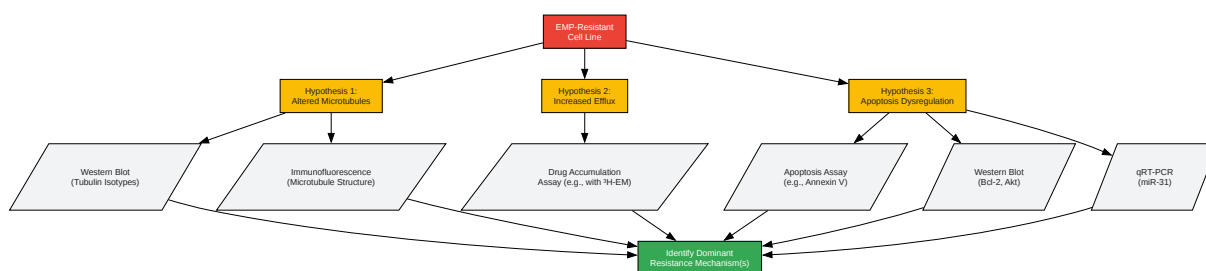 EMP-Resistant
Cell Line
Hypothesis 1:
Altered Microtubules
Hypothesis 2:
Increased Efflux
Hypothesis 3:
Apoptosis Dysregulation
Western Blot
(Tubulin Isotypes)
Immunofluorescence
(Microtubule Structure)
Drug Accumulation
Assay (e.g., with ³H-EM)
Apoptosis Assay
(e.g., Annexin V)
Western Blot
(Bcl-2, Akt)
qRT-PCR
(miR-31)
Identify Dominant
Resistance Mechanism(s)